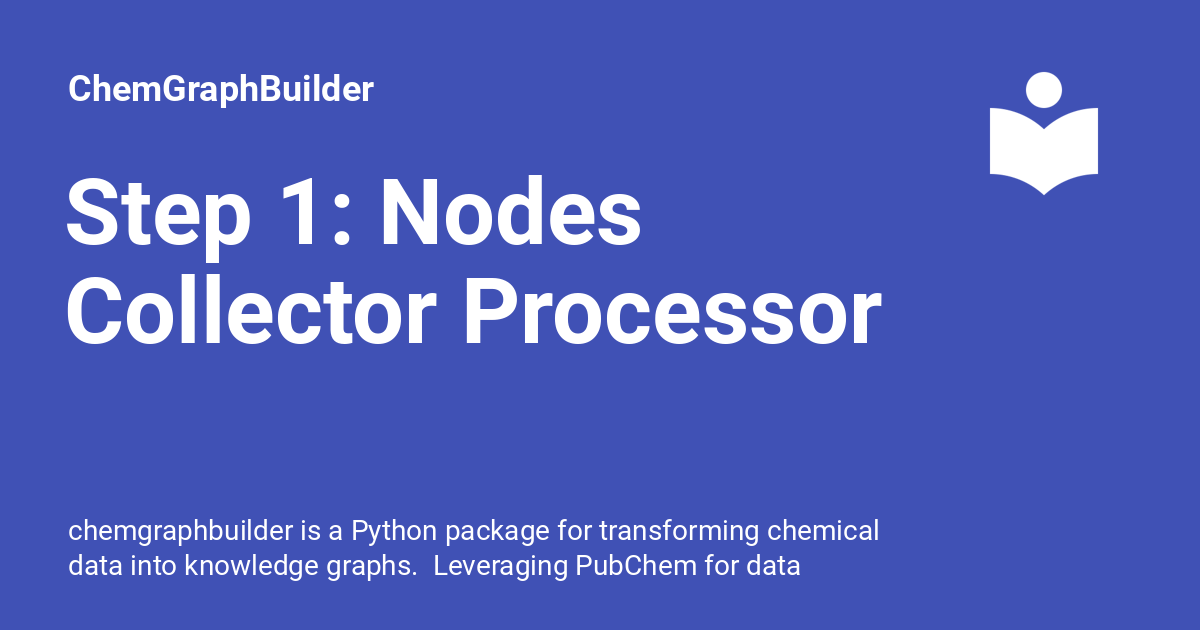 ChemGraphBuilder
Step 1: Nodes
Collector Processor
chemgraphbuilder is a Python package for transforming chemical
data into knowledge graphs.  Leveraging PubChem for data